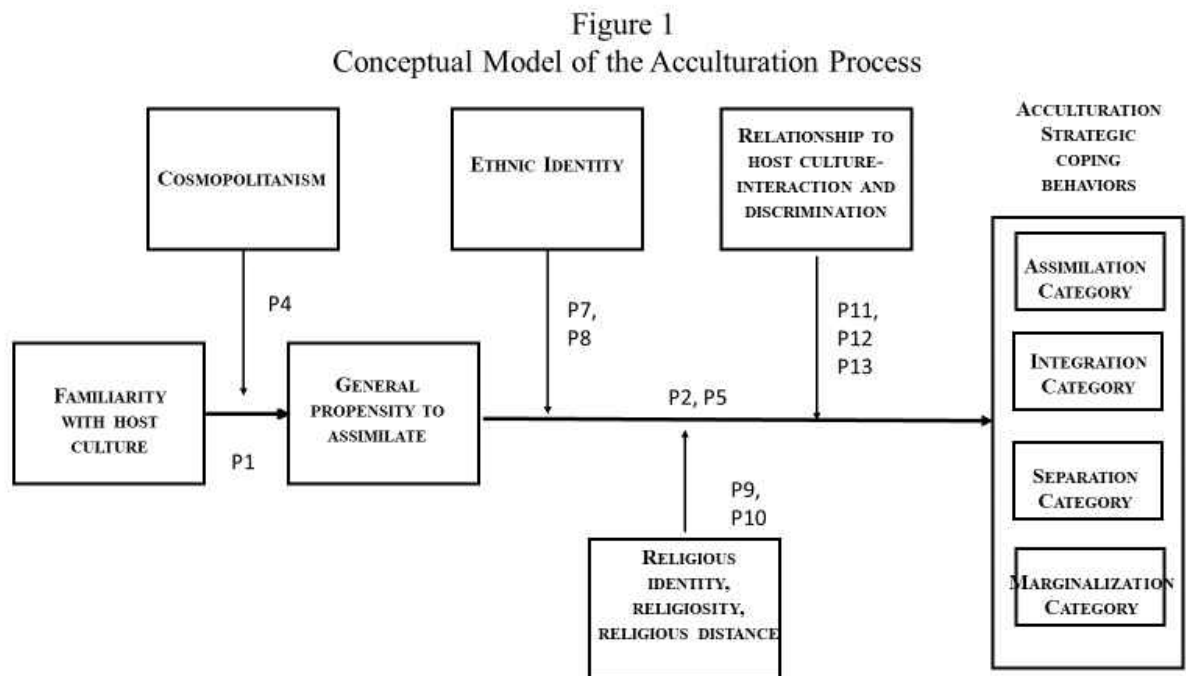 Figure 1
Conceptual Model of the Acculturation Process
COSMOPOLITANISM
ETHNIC IDENTITY
RELATIONSHIP TO
HOST CULTURE-
INTERACTION AND
DISCRIMINATION
ACCULTURATION
STRATEGIC
COPING
BEHAVIORS
P4
P7,
P8
P11,
P12
P13
FAMILIARITY
WITH HOST
CULTURE
P1
GENERAL
PROPENSITY TO
ASSIMILATE
P2, P5
P9,
P10
RELIGIOUS
IDENTITY,
RELIGIOSITY,
RELIGIOUS DISTANCE
ASSIMILATION
CATEGORY
INTEGRATION
CATEGORY
SEPARATION
CATEGORY
MARGINALIZATION
CATEGORY